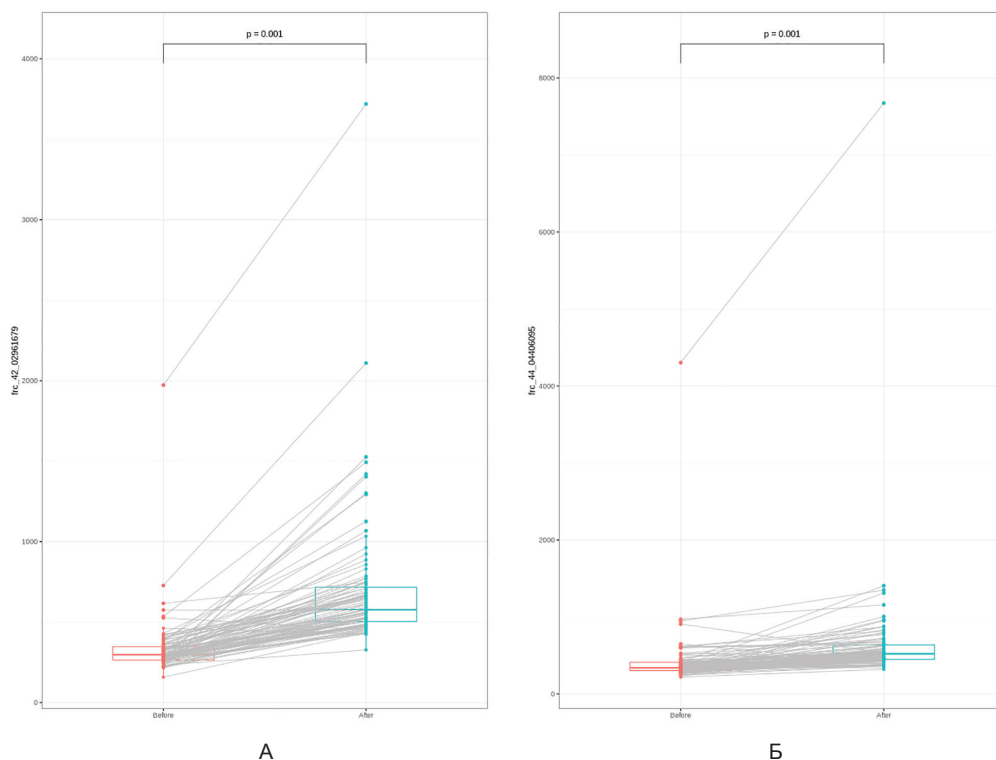 p = 0.001
4000
3000
2000
1000
0
frc_42_02961679
Before
After
А
p = 0.001
8000
6000
4000
2000
0
frc_44_04406095
Before
After
Б